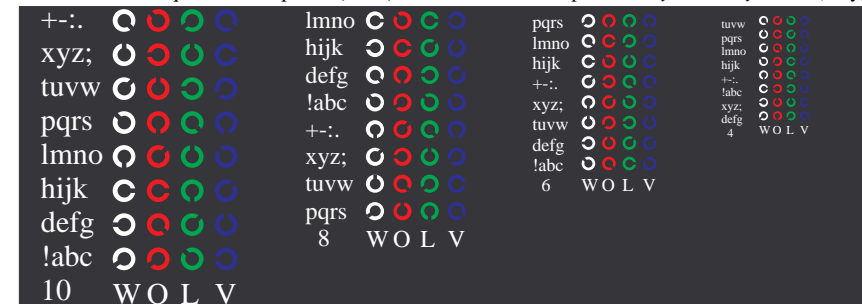 +-:.
xyz;
tuvw
pqrs
lmno
hijk
defg
!abc
10 W O L V
lmno
hijk
defg
!abc
+-:.
xyz;
tuvw
pqrs
8 W O L V
pqrs
lmno
hijk
+-:.
xyz;
tuvw
defg
!abc
6 W O L V
tuvw
pqrs
lmno
hijk
+-:.
!abc
xyz;
defg
4 W O L V